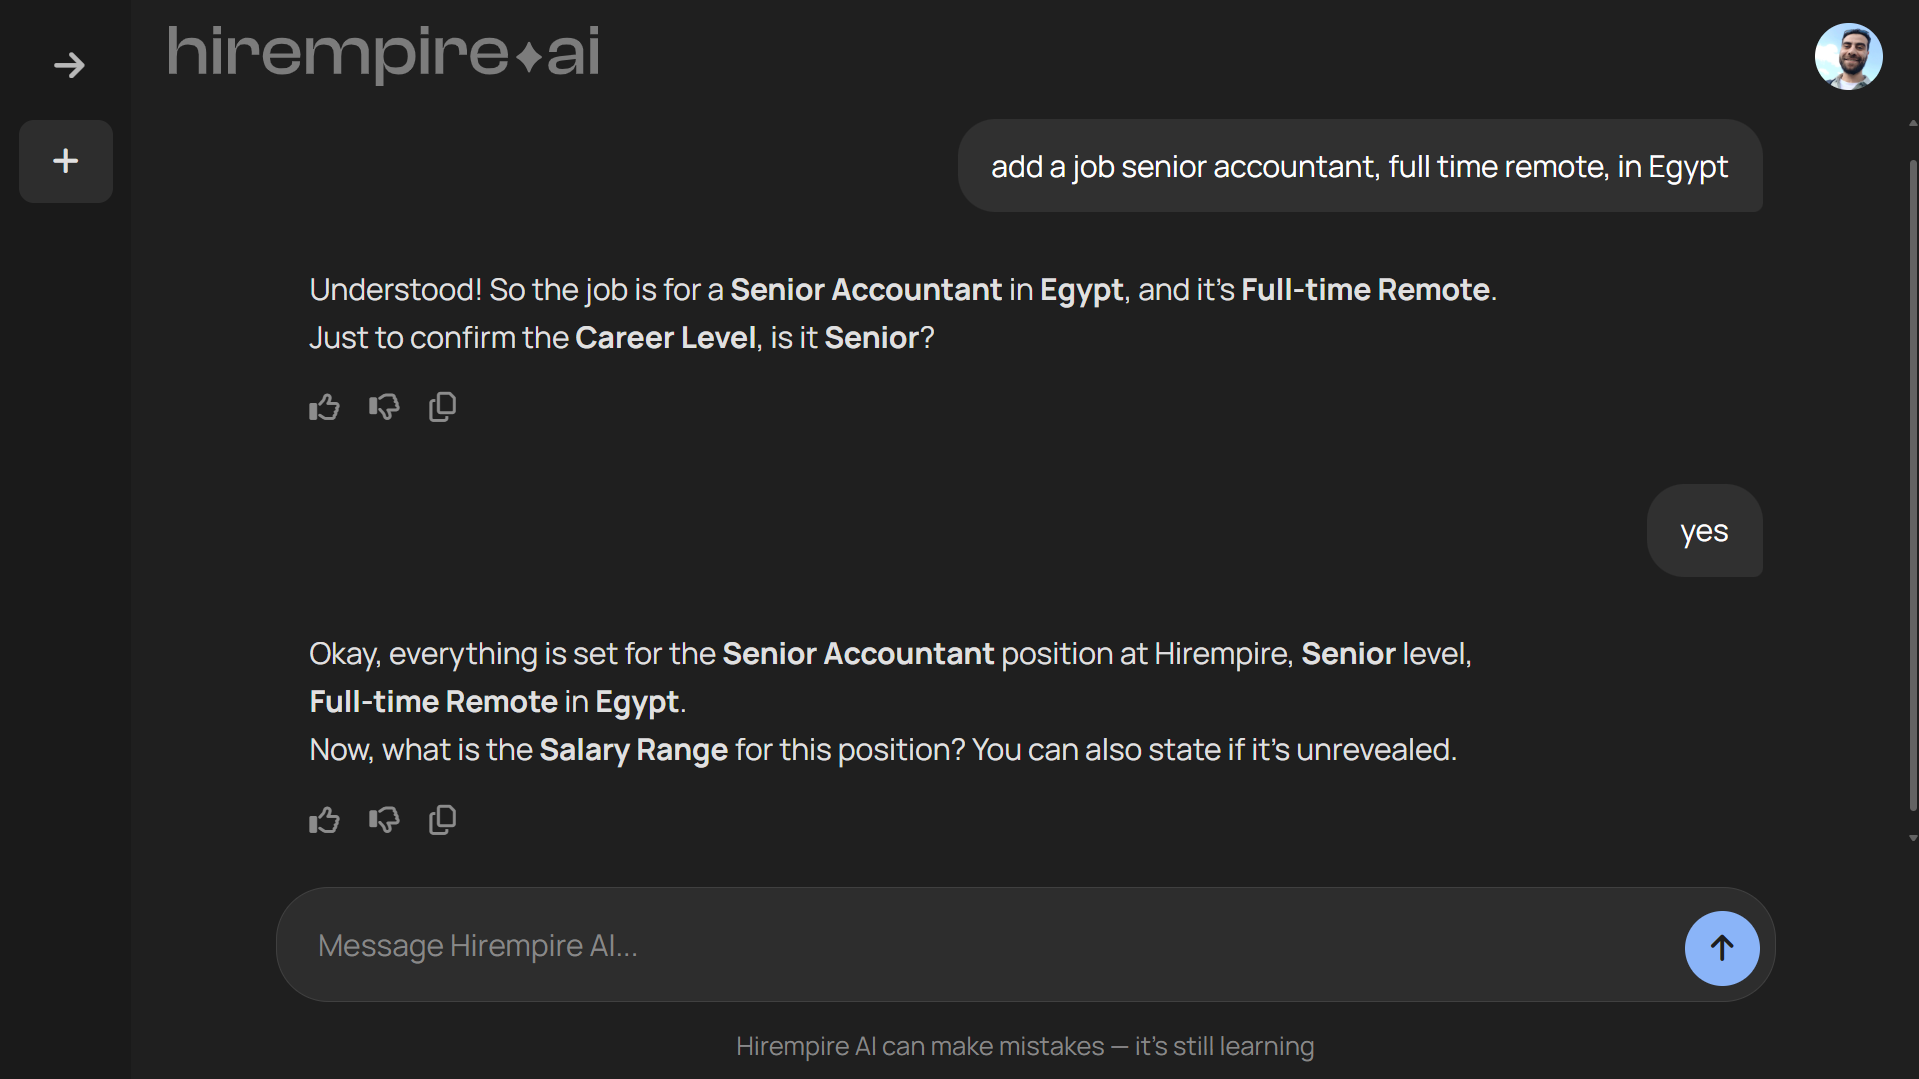 hirempire✦ai
add a job senior accountant, full time remote, in Egypt
Understood! So the job is for a Senior Accountant in Egypt, and it's Full-time Remote.
Just to confirm the Career Level, is it Senior?
yes
Okay, everything is set for the Senior Accountant position at Hirempire, Senior level,
Full-time Remote in Egypt.
Now, what is the Salary Range for this position? You can also state if it's unrevealed.
Message Hirempire AI...
Hirempire AI can make mistakes — it's still learning